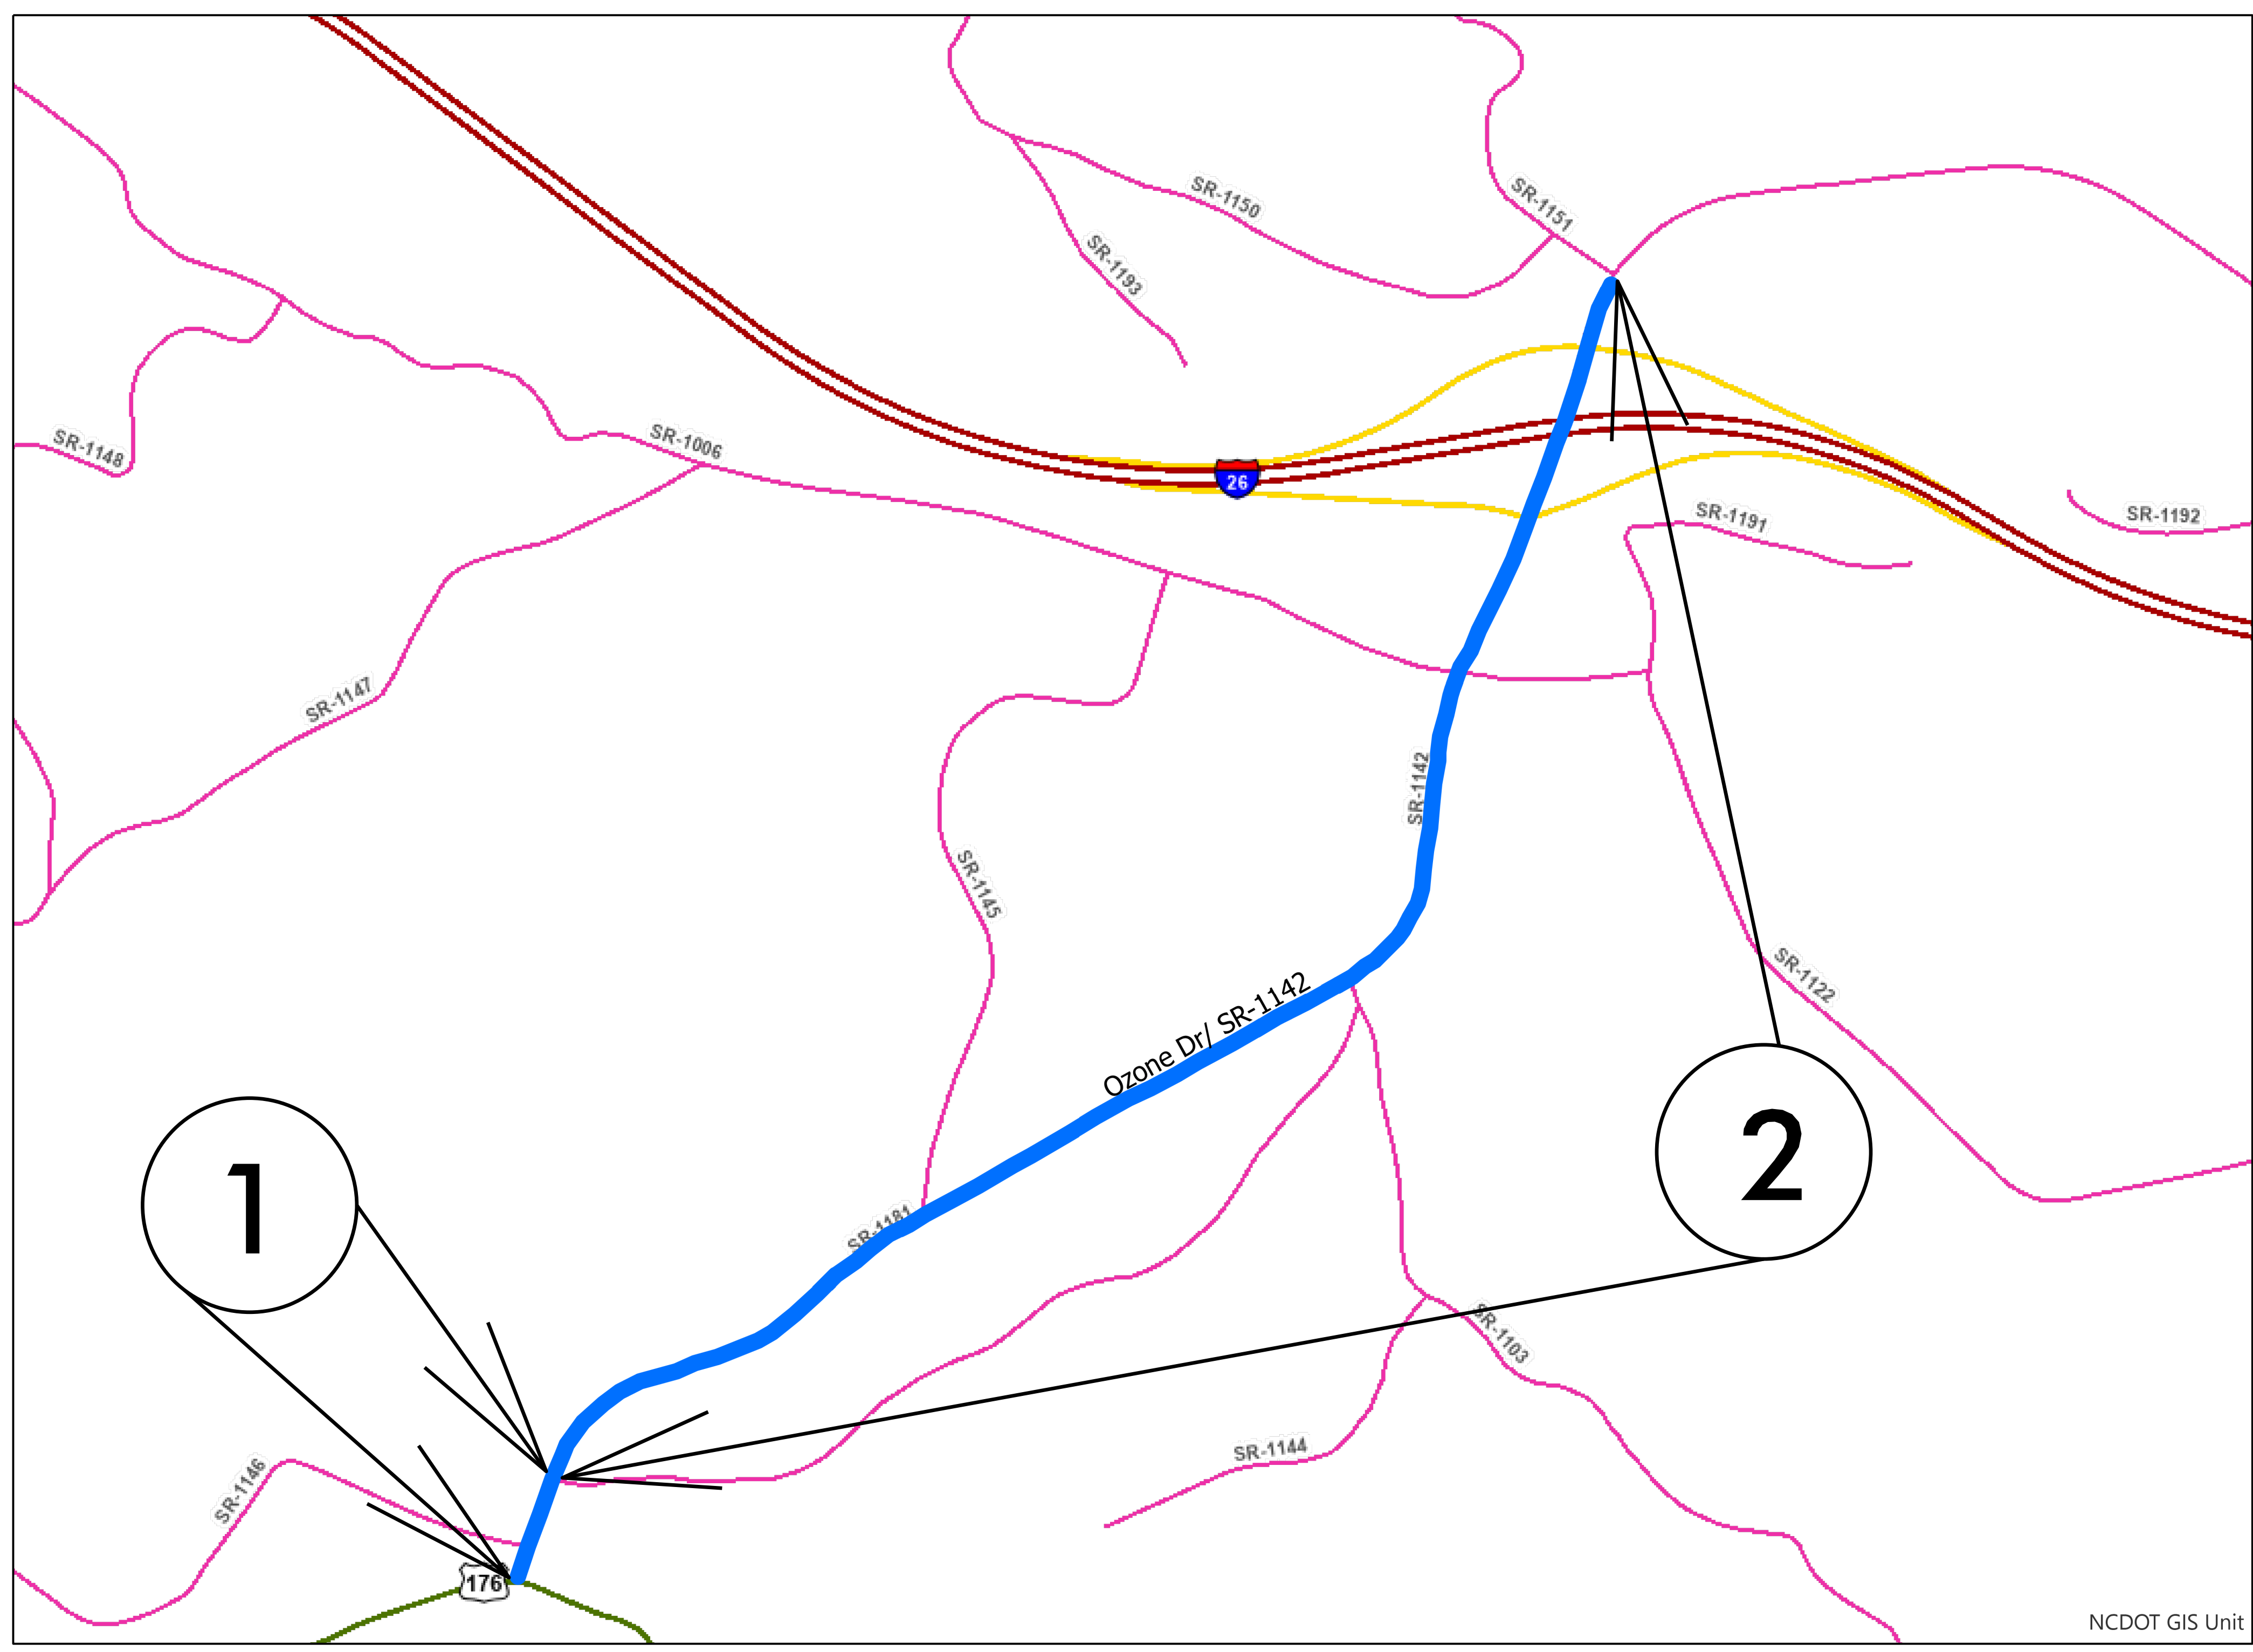 SR-1150
SR-1151
SR-1193
SR-1006
SR-1148
26
SR-1191
SR-1192
SR-1147
SR-1142
SR-1145
SR-1122
Ozone Dr/ SR-1142
1
2
SR-1181
SR-1103
SR-1144
SR-1146
176
NCDOT GIS Unit